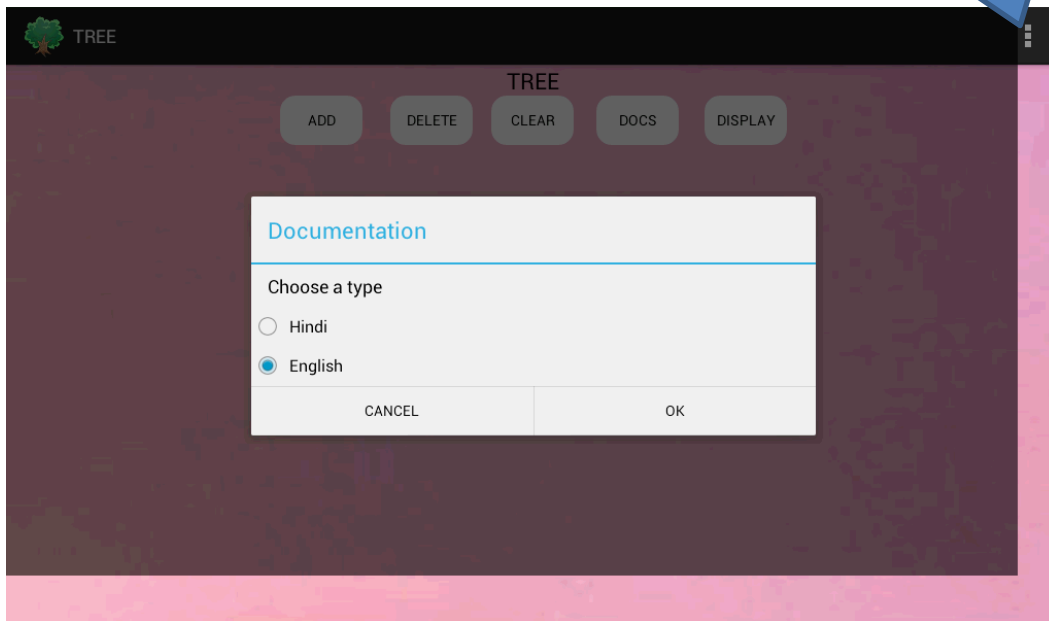 TREE
TREE
ADD DELETE CLEAR DOCS DISPLAY
Documentation
Choose a type
Hindi
English
CANCEL OK